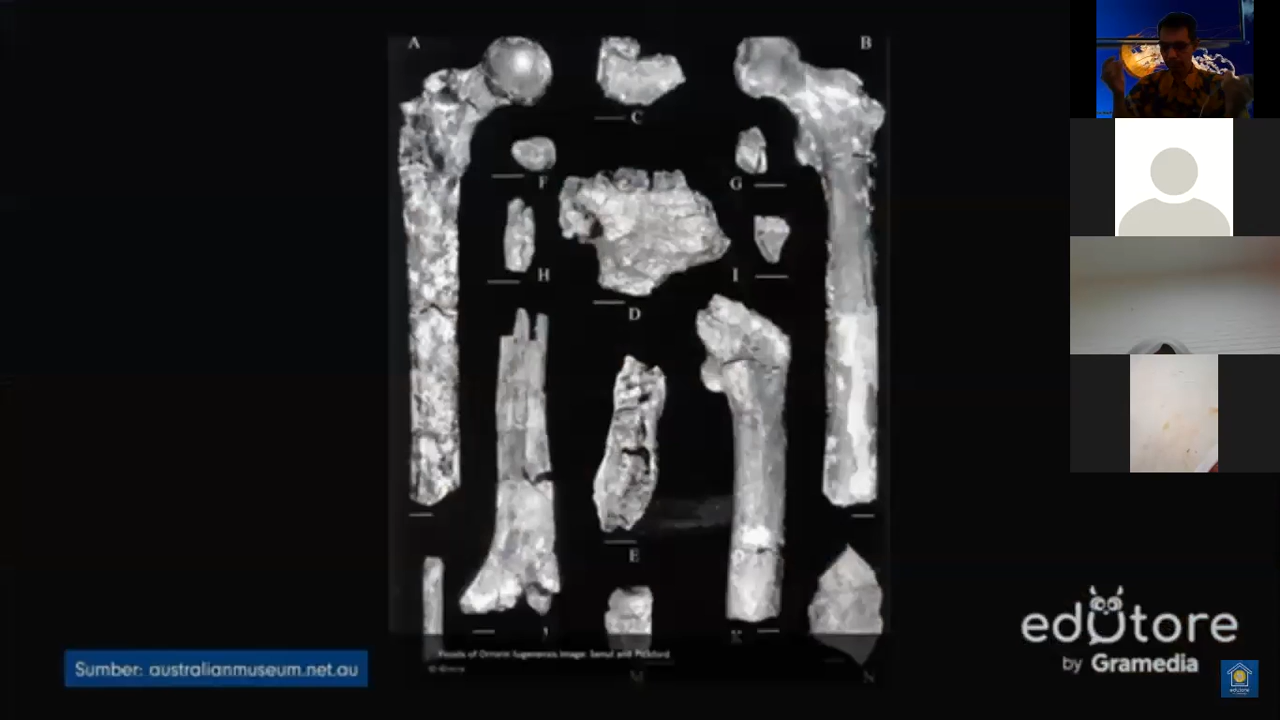 A
B
C
F
G
H
I
D
E
K
Fossils of Orrorin tugenensis Image: Senut and Pickford
M
N
Sumber: australianmuseum.net.au
edutore
by Gramedia